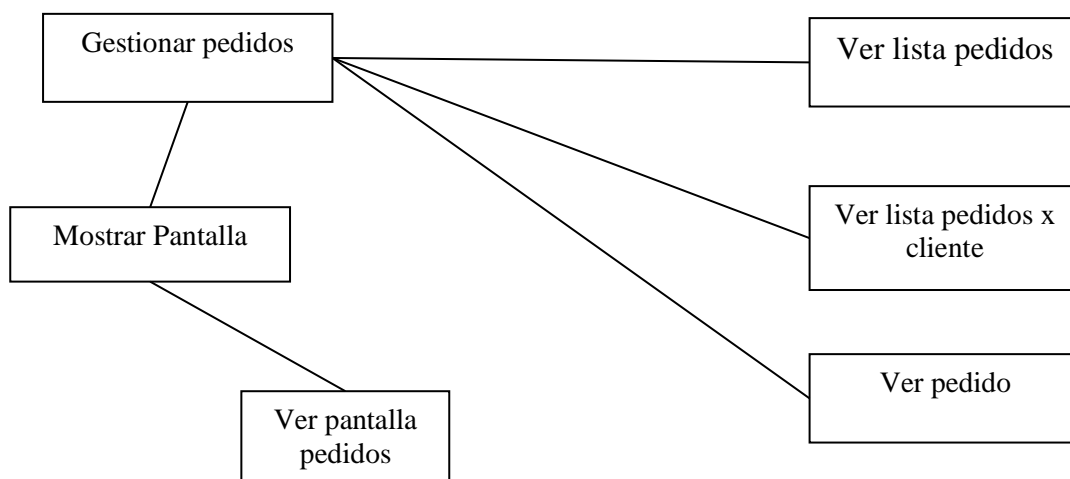 Gestionar pedidos
Ver lista pedidos
Mostrar Pantalla
Ver lista pedidos x
cliente
Ver pedido
Ver pantalla
pedidos